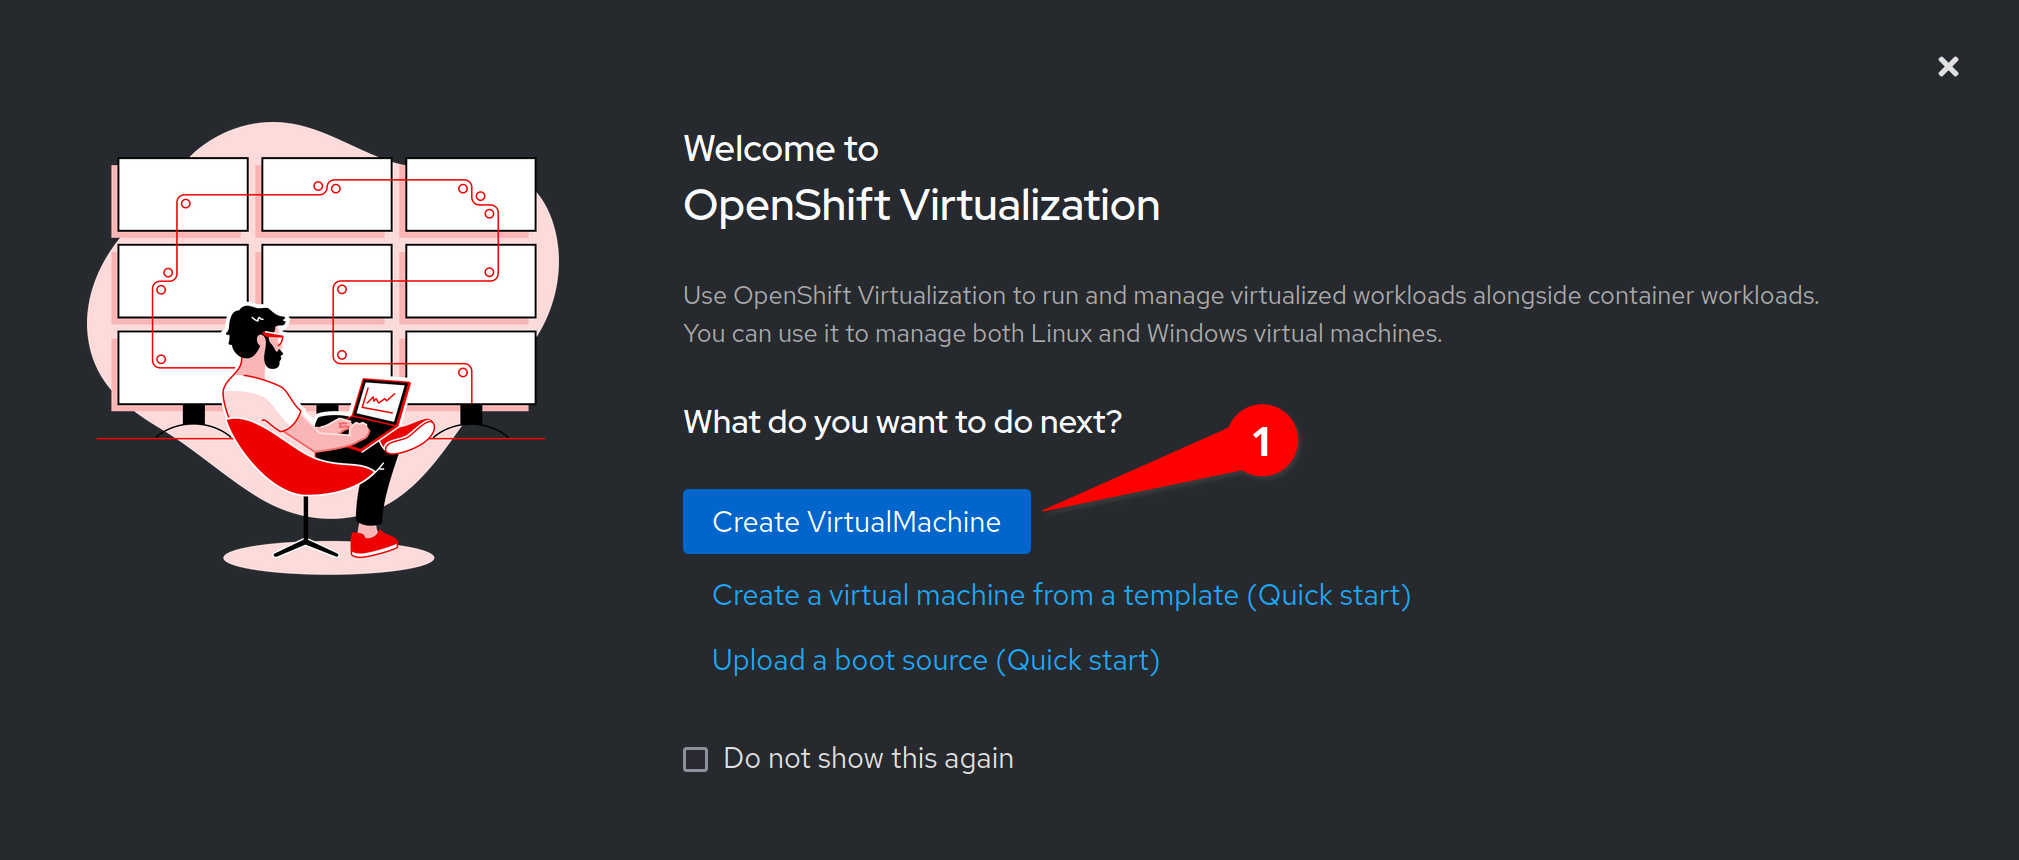 Welcome to
OpenShift Virtualization
Use OpenShift Virtualization to run and manage virtualized workloads alongside container workloads.
You can use it to manage both Linux and Windows virtual machines.
What do you want to do next?
1
Create VirtualMachine
Create a virtual machine from a template (Quick start)
Upload a boot source (Quick start)
Do not show this again